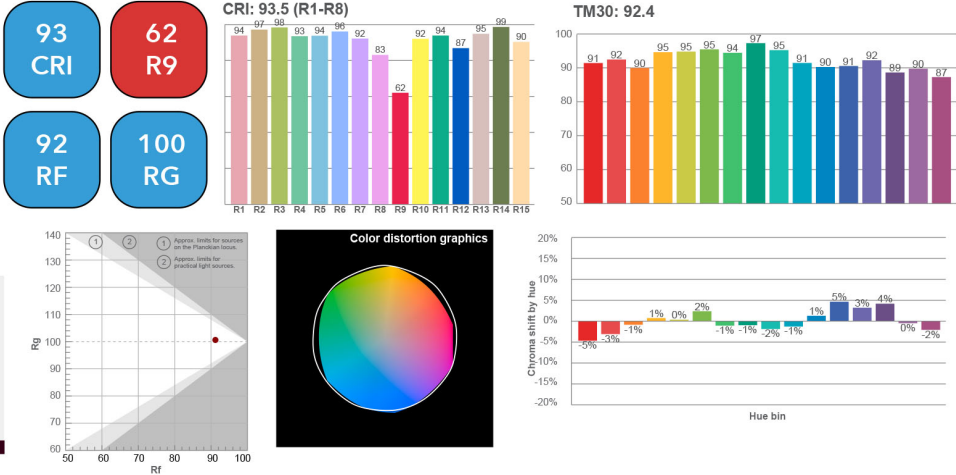 93
CRI
62
R9
92
RF
100
RG
CRI: 93.5 (R1-R8)
94 97 98 93 94 96 92 83 62 92 94 87 95 99 90
R1 R2 R3 R4 R5 R6 R7 R8 R9 R10 R11 R12 R13 R14 R15
TM30: 92.4
100
90
80
70
60
50
91 92 90 95 95 95 94 97 95 91 90 91 92 89 90 87
140
130
120
110
100
90
80
70
60
Rg
50 60 70 80 90 100
Rf
1 2
1 Approx. limits for sources
on the Planckian locus.
2 Approx. limits for
practical light sources.
Color distortion graphics
Chroma shift by hue
20%
15%
10%
5%
0%
-5%
-10%
-15%
-20%
-5% -3% -1% 1% 0% 2% -1% -1% -2% -1% 1% 5% 3% 4% 0% -2%
Hue bin